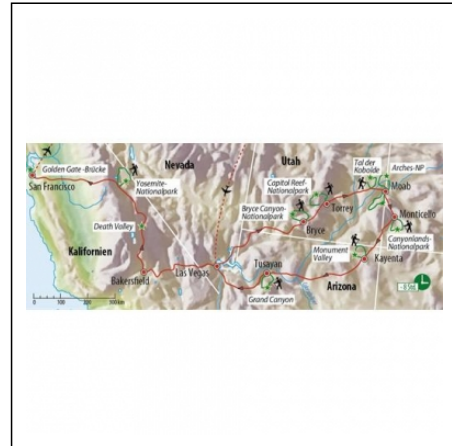 Golden Gate-Brücke
San Francisco
Nevada
Yosemite-
Nationalpark
Utah
Capitol Reef-
Nationalpark
Tal der
Kobolde
Arches-NP
Moab
Bryce Canyon-
Nationalpark
Torrey
Monticello
Bryce
Death Valley
Canyonlands-
Nationalpark
Monument
Valley
Kayenta
Kalifornien
Las Vegas
Tusayan
Bakersfield
Grand Canyon
Arizona
0
100